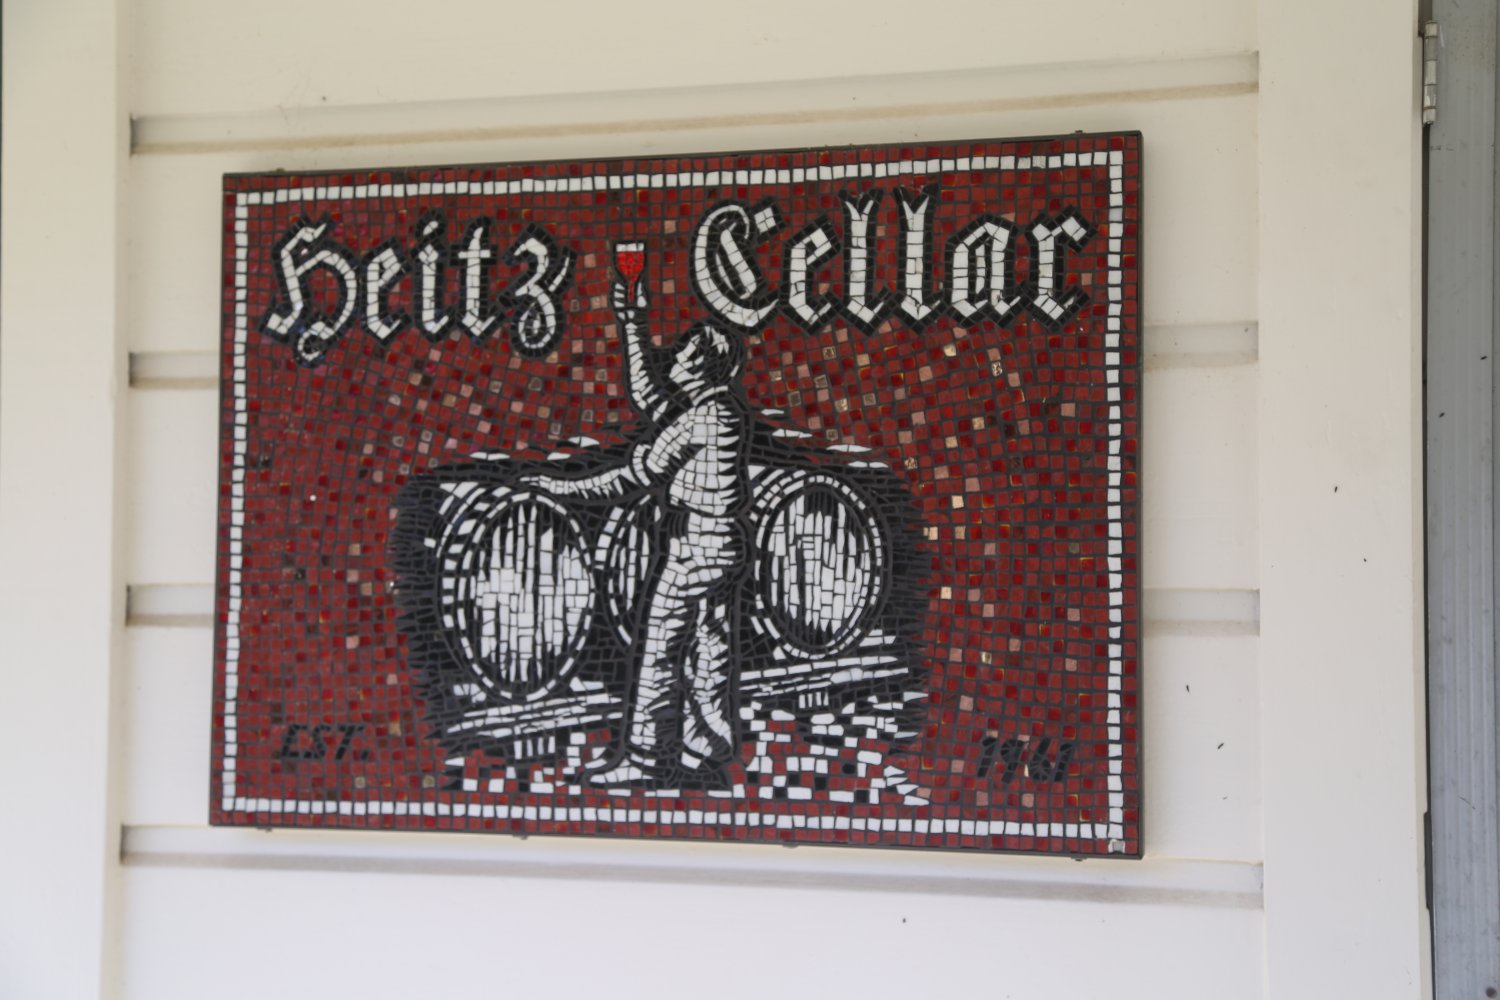 Heitz Cellar
EST. 1961